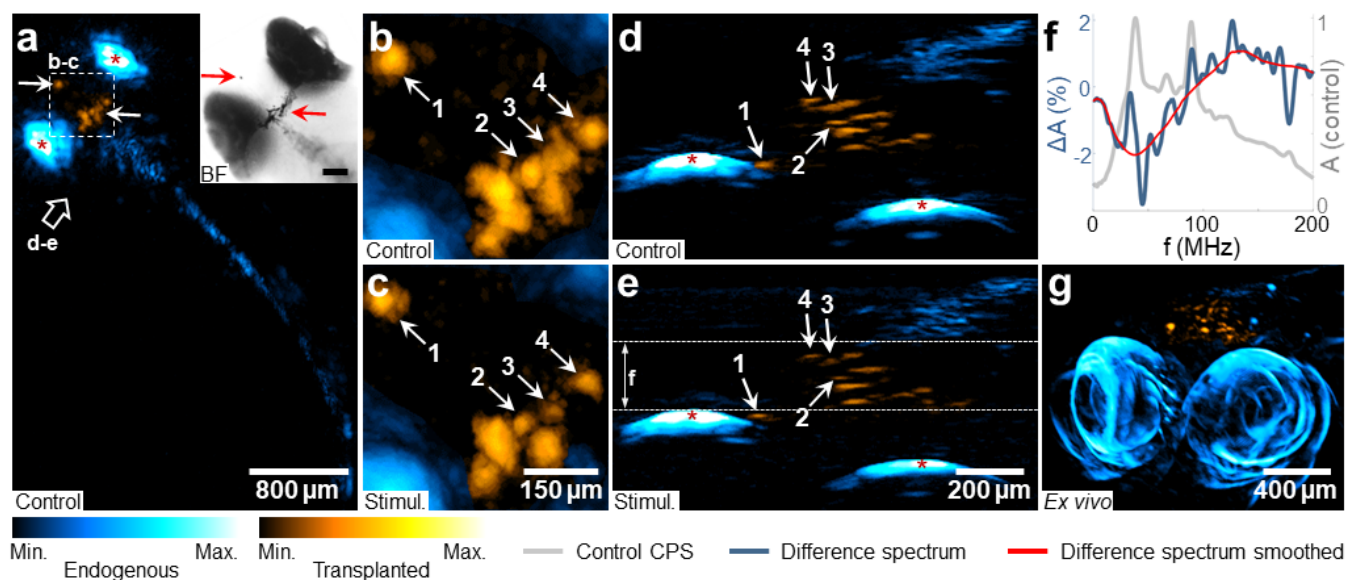 a
*
b-c
*
d-e
BF
Control
800 µm
b
1
2
3
4
Control
c
1
2
3
4
Stimul.
150 µm
d
4
3
1
2
*
*
Control
e
4
3
1
2
f
*
*
Stimul.
200 µm
f
2
0
-2
ΔA (%)
1
0
A (control)
0
100
200
f (MHz)
g
Ex vivo
400 µm
Min.
Max.
Endogenous
Min.
Max.
Transplanted
Control CPS
Difference spectrum
Difference spectrum smoothed